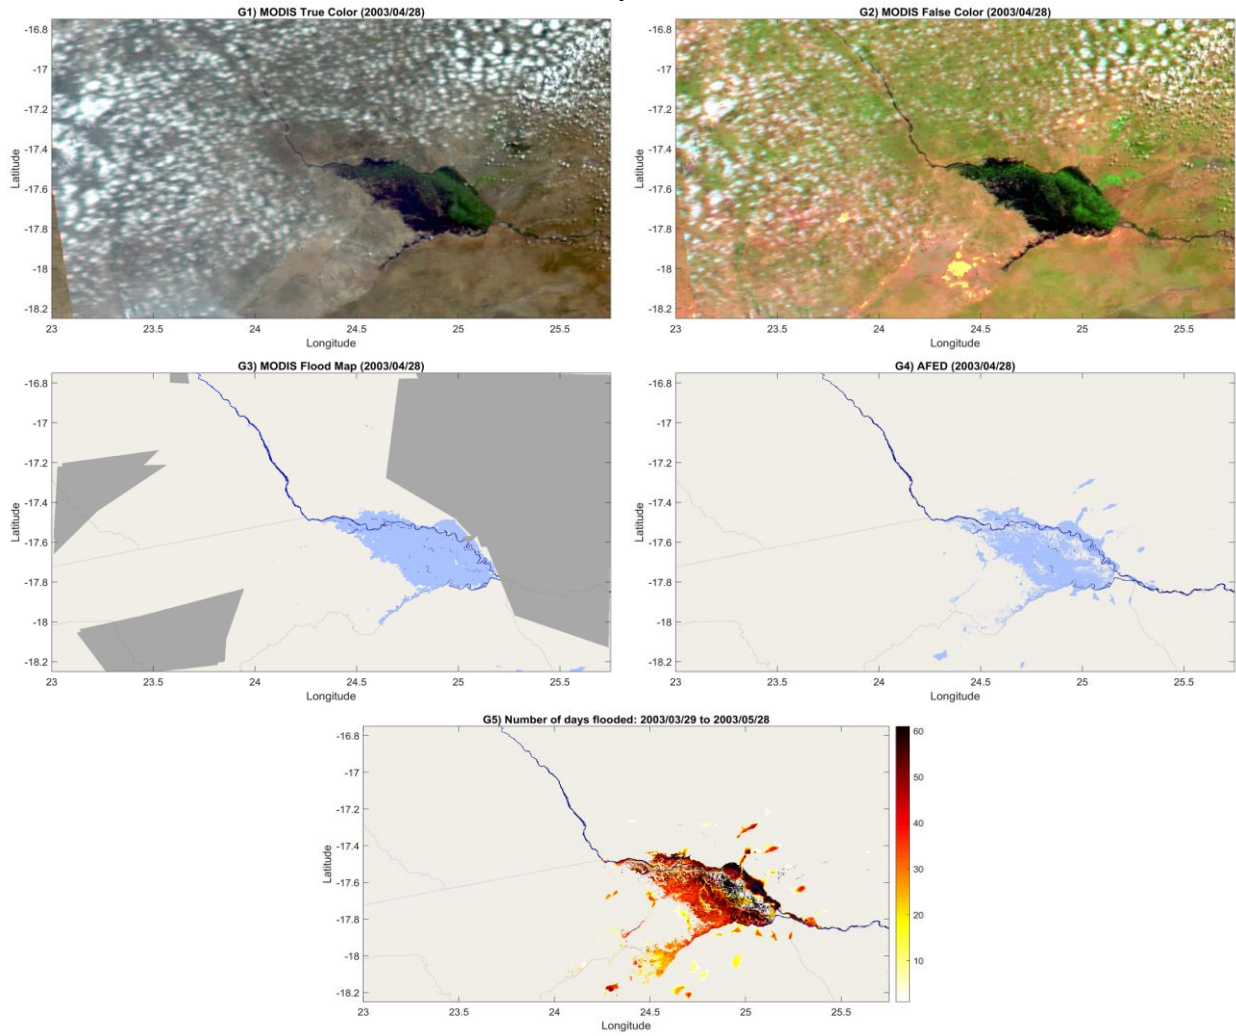 G1) MODIS True Color (2003/04/28)
-16.8
-17
-17.2
-17.4
-17.6
-17.8
-18
-18.2
Latitude
23 23.5 24 24.5 25 25.5
Longitude
G2) MODIS False Color (2003/04/28)
-16.8
-17
-17.2
-17.4
-17.6
-17.8
-18
-18.2
Latitude
23 23.5 24 24.5 25 25.5
Longitude
G3) MODIS Flood Map (2003/04/28)
-16.8
-17
-17.2
-17.4
-17.6
-17.8
-18
-18.2
Latitude
23 23.5 24 24.5 25 25.5
Longitude
G4) AFED (2003/04/28)
-16.8
-17
-17.2
-17.4
-17.6
-17.8
-18
-18.2
Latitude
23 23.5 24 24.5 25 25.5
Longitude
G5) Number of days flooded: 2003/03/29 to 2003/05/28
-16.8
-17
-17.2
-17.4
-17.6
-17.8
-18
-18.2
Latitude
23 23.5 24 24.5 25 25.5
Longitude
60
50
40
30
20
10